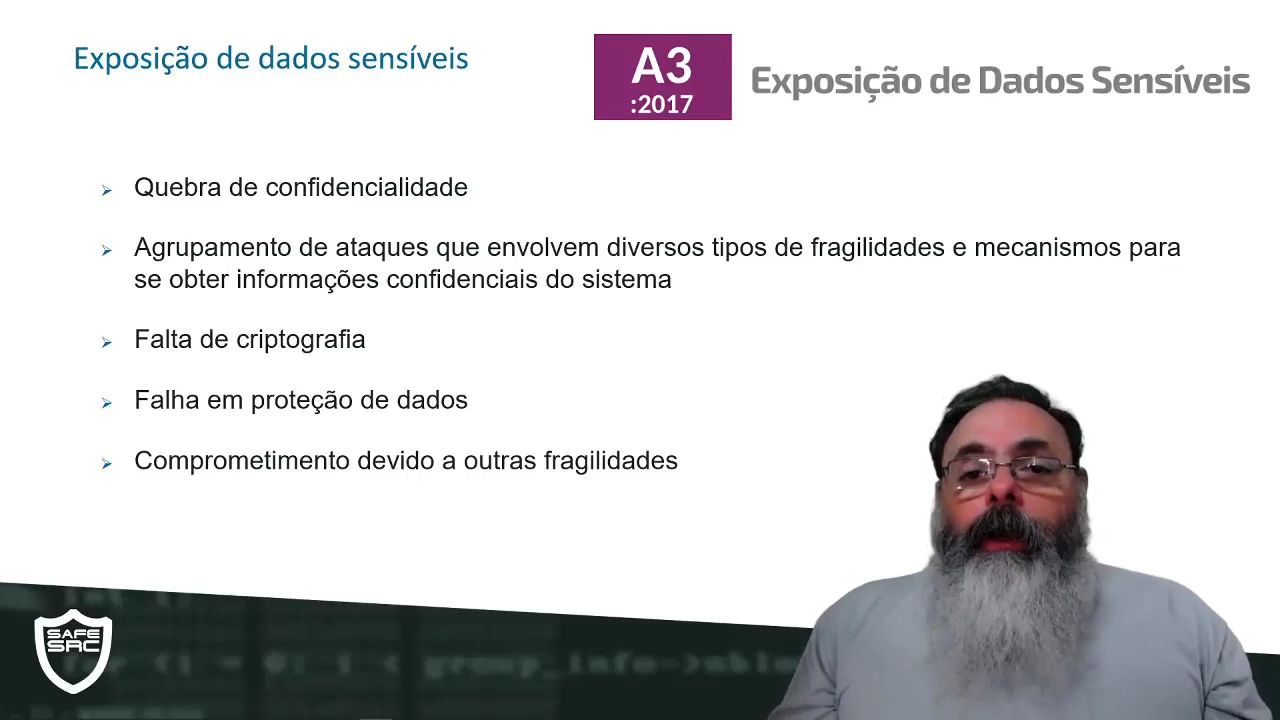 Exposição de dados sensíveis
A3
:2017
Exposição de Dados Sensíveis
Quebra de confidencialidade
Agrupamento de ataques que envolvem diversos tipos de fragilidades e mecanismos para
se obter informações confidenciais do sistema
Falta de criptografia
Falha em proteção de dados
Comprometimento devido a outras fragilidades
SAFE
SRC